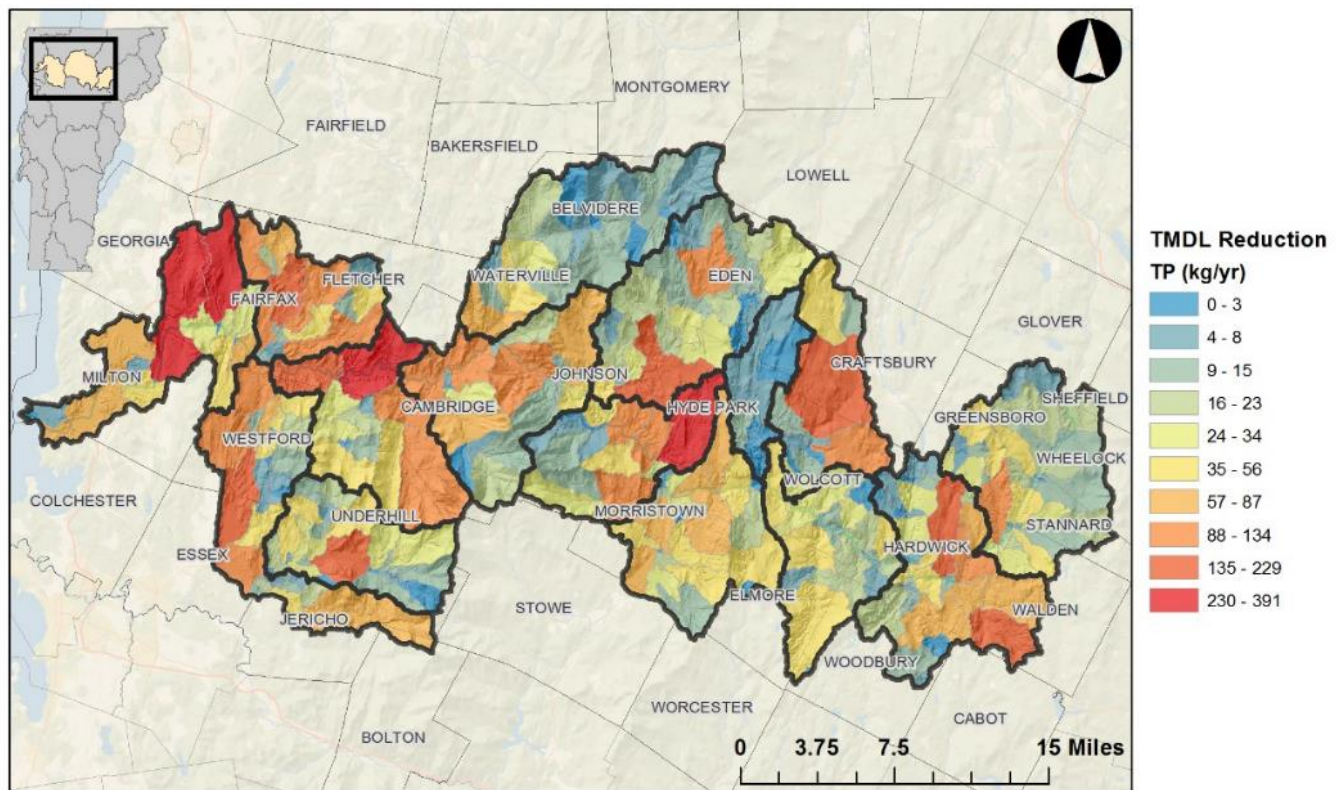 MONTGOMERY
FAIRFIELD
BAKERSFIELD
LOWELL
BELVIDERE
GEORGIA
WATERVILLE
EDEN
FLETCHER
FAIRFAX
GLOVER
CRAFTSBURY
MILTON
JOHNSON
SHEFFIELD
CAMBRIDGE
HYDE PARK
GREENSBORO
WESTFORD
WHEELOCK
WOLCOTT
COLCHESTER
UNDERHILL
MORRISTOWN
STANNARD
HARDWICK
ESSEX
ELMORE
STOWE
WALDEN
JERICHO
WOODBURY
WORCESTER
CABOT
BOLTON
0 3.75 7.5 15 Miles
TMDL Reduction
TP (kg/yr)
0 - 3
4 - 8
9 - 15
16 - 23
24 - 34
35 - 56
57 - 87
88 - 134
135 - 229
230 - 391